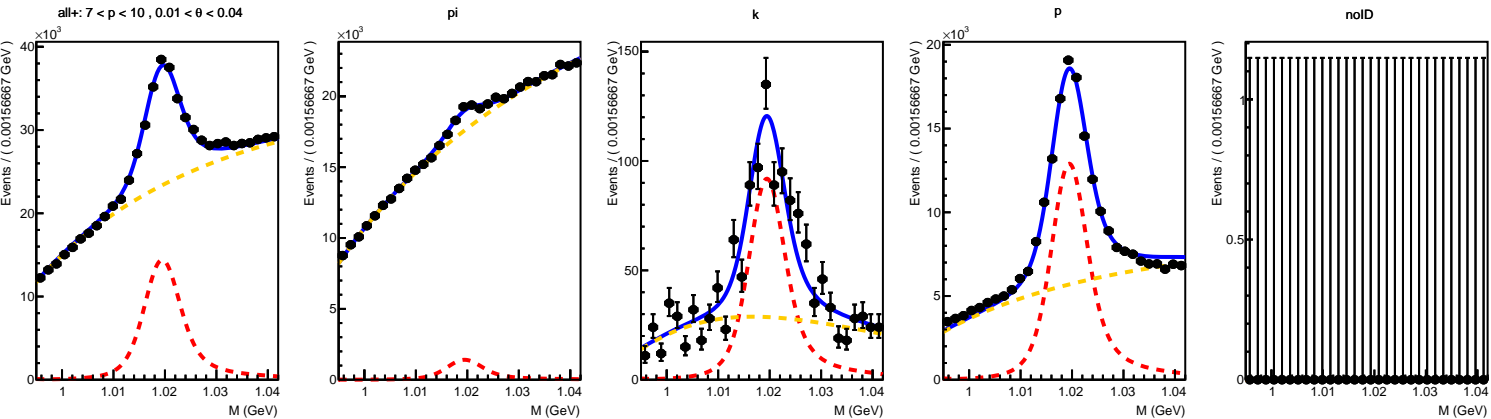 all+: 7 < p < 10 , 0.01 < θ < 0.04
×10³
Events / ( 0.00156667 GeV )
40
30
20
10
0
1 1.01 1.02 1.03 1.04
M (GeV)
pi
×10³
Events / ( 0.00156667 GeV )
20
15
10
5
0
1 1.01 1.02 1.03 1.04
M (GeV)
k
Events / ( 0.00156667 GeV )
150
100
50
0
1 1.01 1.02 1.03 1.04
M (GeV)
p
×10³
Events / ( 0.00156667 GeV )
20
15
10
5
0
1 1.01 1.02 1.03 1.04
M (GeV)
noID
Events / ( 0.00156667 GeV )
1
0.5
0
1 1.01 1.02 1.03 1.04
M (GeV)